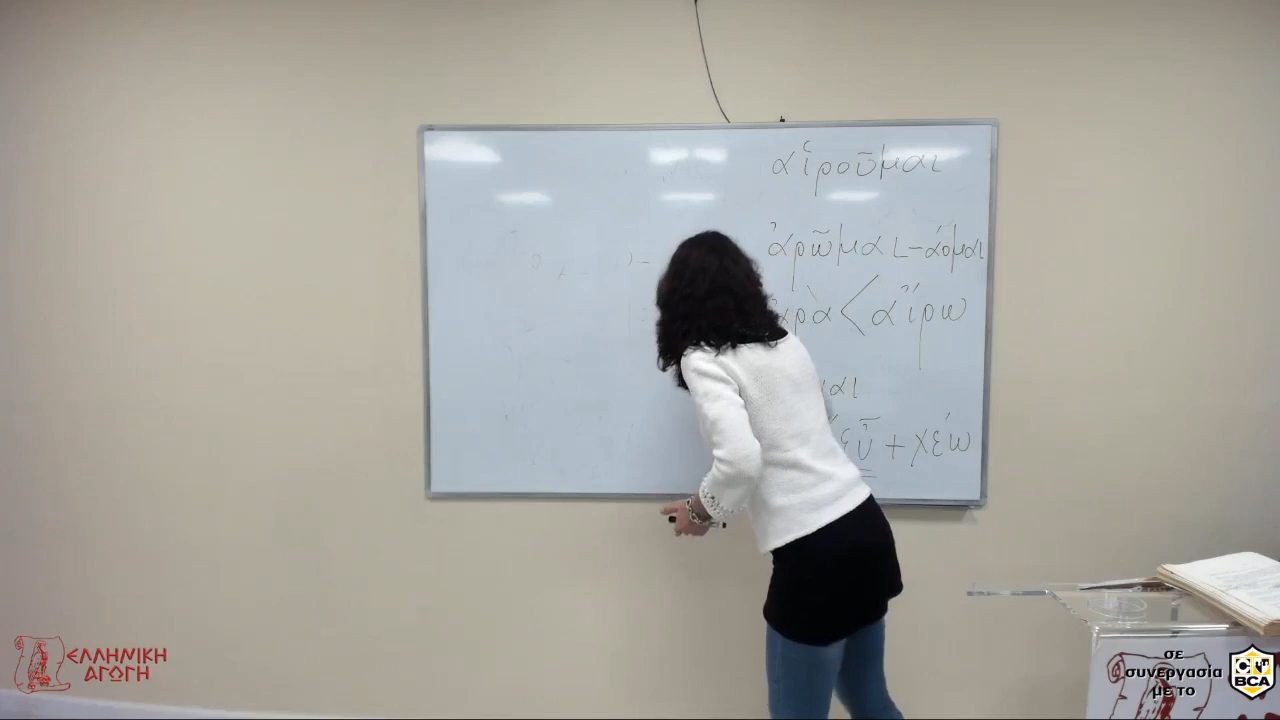 αἱροῦμαι
ἀρῶμαι-άομαι
ἀρὰ < αἴρω
εὖ + χέω
ΕΛΛΗΝΙΚΗ
ΑΓΩΓΗ
σε
συνεργασία
με το
BCA